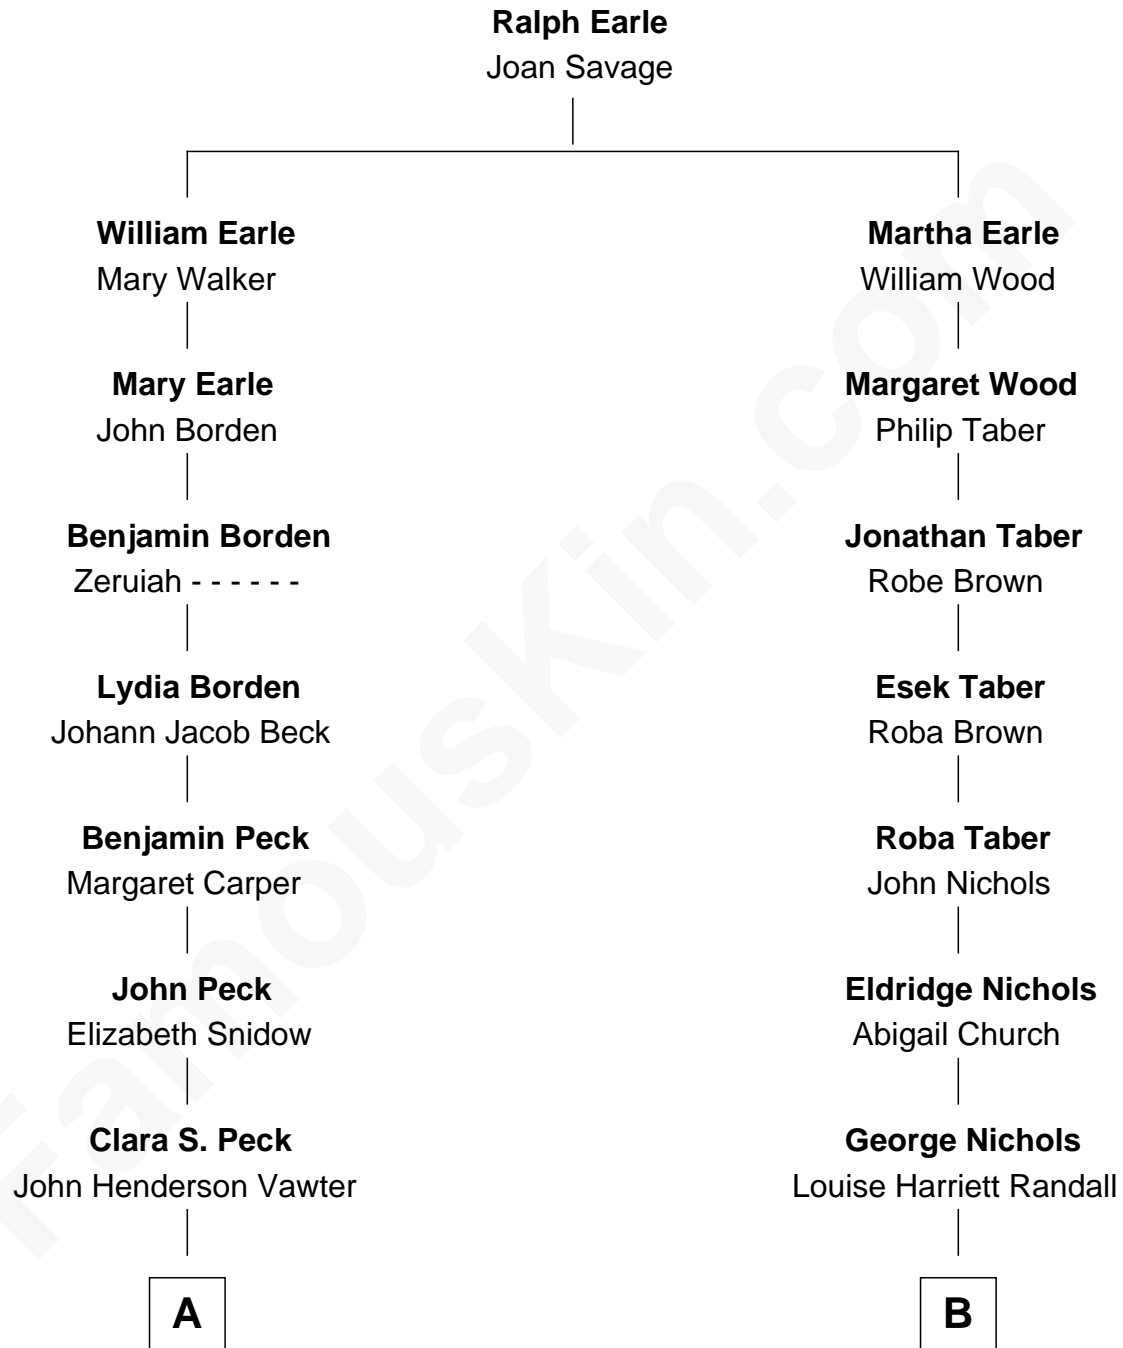 Ralph Earle
Joan Savage
William Earle
Mary Walker
Martha Earle
William Wood
Mary Earle
John Borden
Margaret Wood
Philip Taber
Benjamin Borden
Zeruiah - - - - - -
Jonathan Taber
Robe Brown
Lydia Borden
Johann Jacob Beck
Esek Taber
Roba Brown
Benjamin Peck
Margaret Carper
Roba Taber
John Nichols
John Peck
Elizabeth Snidow
Eldridge Nichols
Abigail Church
Clara S. Peck
John Henderson Vawter
George Nichols
Louise Harriett Randall
A
B
FamousKin.com